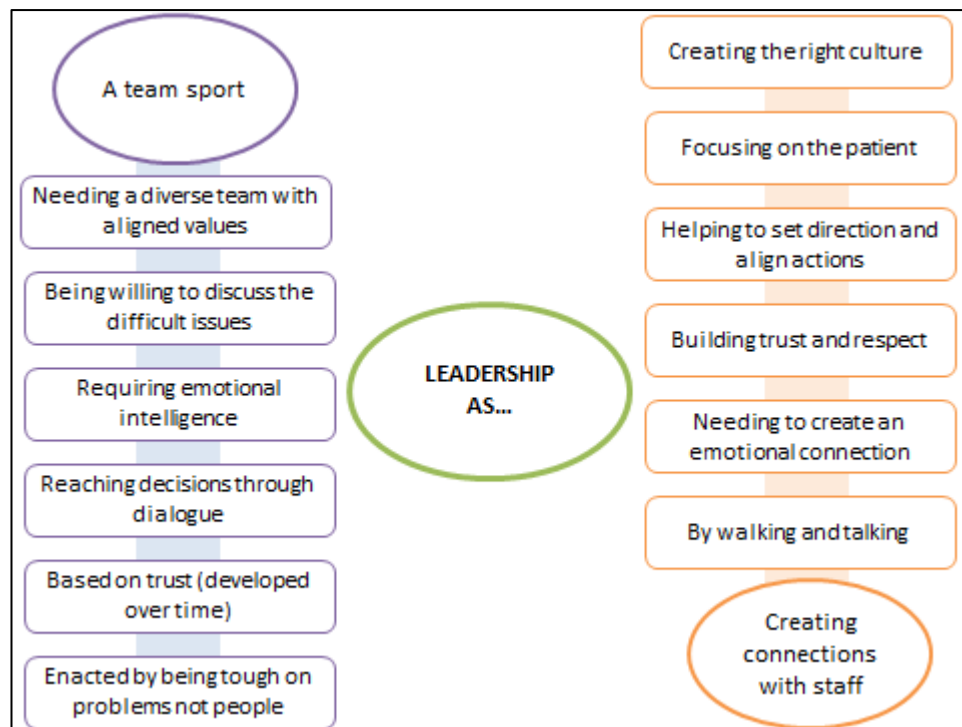 A team sport
Needing a diverse team with
aligned values
Being willing to discuss the
difficult issues
Requiring emotional
intelligence
Reaching decisions through
dialogue
Based on trust (developed
over time)
Enacted by being tough on
problems not people
LEADERSHIP
AS...
Creating the right culture
Focusing on the patient
Helping to set direction and
align actions
Building trust and respect
Needing to create an
emotional connection
By walking and talking
Creating
connections
with staff